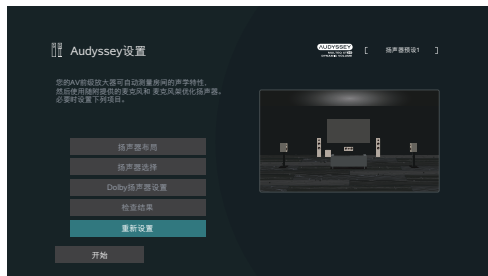 Audyssey设置
AUDYSSEY
MULTEQ XT32
DYNAMIC VOLUME
[ 扬声器预设1 ]
您的AV前级放大器可自动测量房间的声学特性，
然后使用随附提供的麦克风和 麦克风架优化扬声器。
必要时设置下列项目。
扬声器布局
扬声器选择
Dolby扬声器设置
检查结果
重新设置
开始